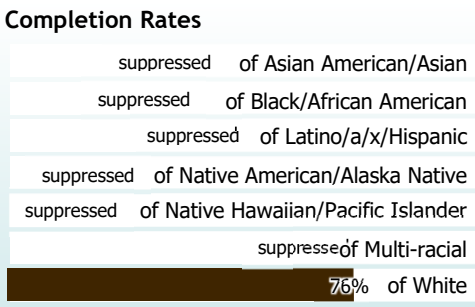 Completion Rates
suppressed of Asian American/Asian
suppressed of Black/African American
suppressed of Latino/a/x/Hispanic
suppressed of Native American/Alaska Native
suppressed of Native Hawaiian/Pacific Islander
suppressed of Multi-racial
76% of White